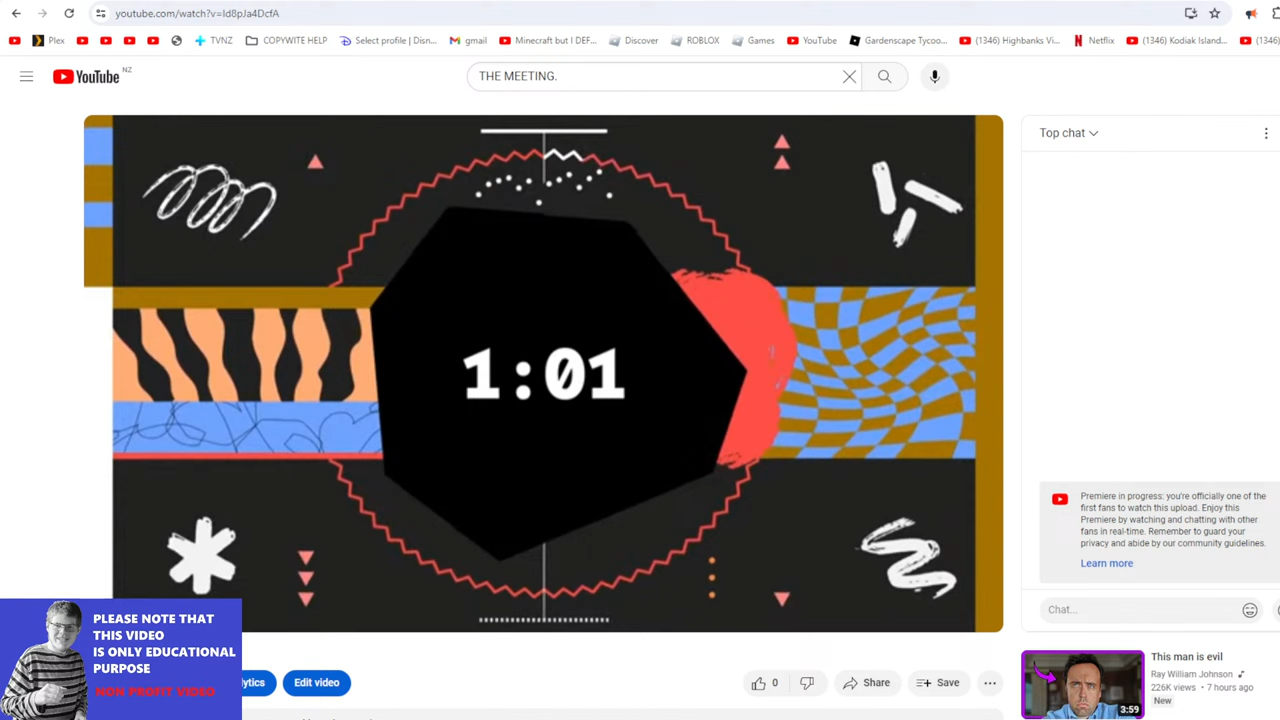 youtube.com/watch?v=Id8pJa4DcfA
Plex
TVNZ
COPYWITE HELP
Select profile | Disn...
gmail
Minecraft but I DEF...
Discover
ROBLOX
Games
YouTube
Gardenscape Tycoo...
(1346) Highbanks Vi...
Netflix
(1346) Kodiak Island...
(1346)
YouTube NZ
THE MEETING.
Top chat
1:01
Premiere in progress: you're officially one of the
first fans to watch this upload. Enjoy this
Premiere by watching and chatting with other
fans in real-time. Remember to guard your
privacy and abide by our community guidelines.
Learn more
Chat...
PLEASE NOTE THAT
THIS VIDEO
IS ONLY EDUCATIONAL
PURPOSE
NON PROFIT VIDEO
lytics
Edit video
0
Share
Save
This man is evil
Ray William Johnson
226K views • 7 hours ago
New
3:59